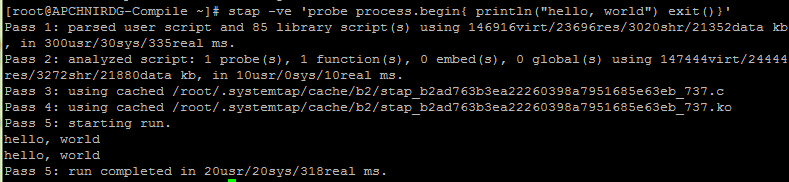 [root@APCHNIRDG-Compile ~]# stap -ve 'probe process.begin{ println("hello, world") exit()}'
Pass 1: parsed user script and 85 library script(s) using 146916virt/23696res/3020shr/21352data kb
, in 300usr/30sys/335real ms.
Pass 2: analyzed script: 1 probe(s), 1 function(s), 0 embed(s), 0 global(s) using 147444virt/24444
res/3272shr/21880data kb, in 10usr/0sys/10real ms.
Pass 3: using cached /root/.systemtap/cache/b2/stap_b2ad763b3ea22260398a7951685e63eb_737.c
Pass 4: using cached /root/.systemtap/cache/b2/stap_b2ad763b3ea22260398a7951685e63eb_737.ko
Pass 5: starting run.
hello, world
hello, world
Pass 5: run completed in 20usr/20sys/318real ms.